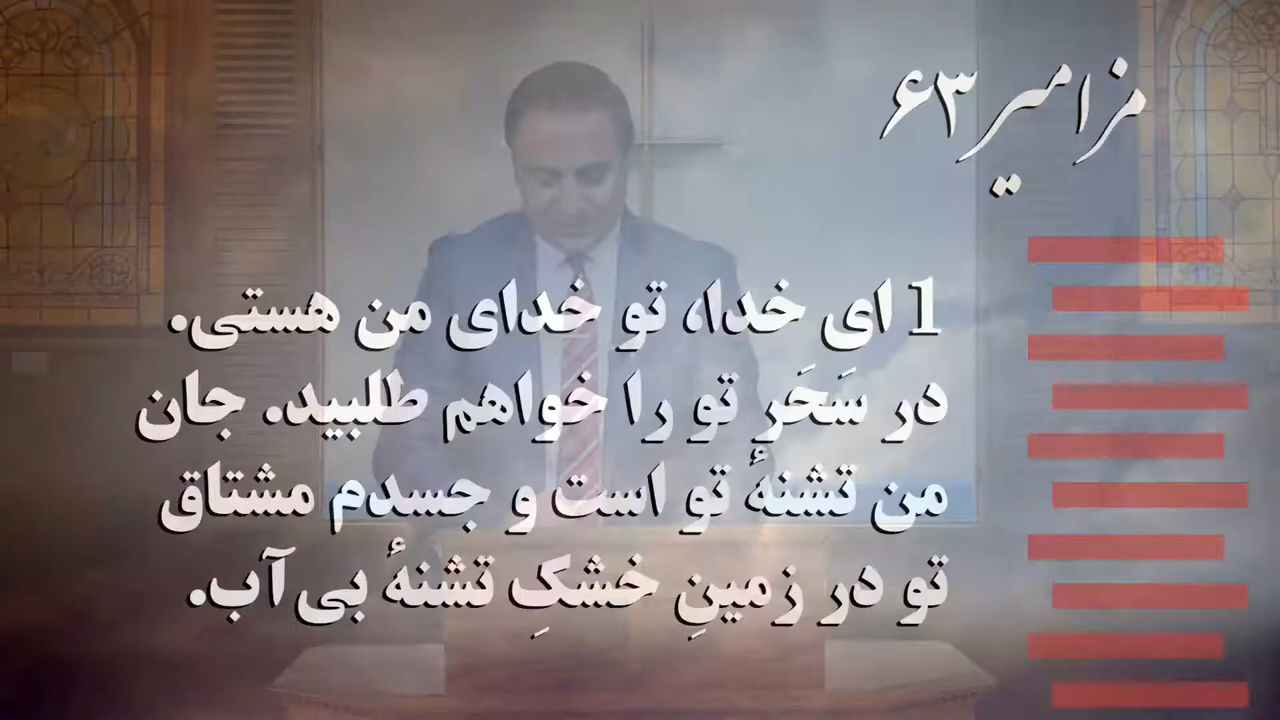 مزامیر ۶۳
1 ای خدا، تو خدای من هستی.
در سَحَر تو را خواهم طلبید. جان
من تشنهٔ تو است و جسدم مشتاق
تو در زمینِ خشکِ تشنهٔ بی‌آب.